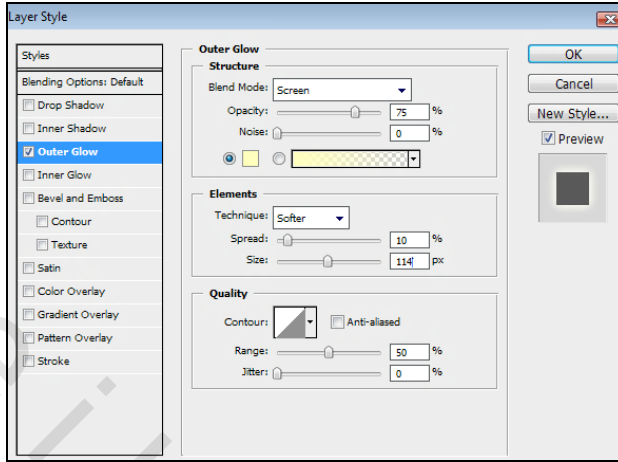 Layer Style
Styles
Blending Options: Default
Drop Shadow
Inner Shadow
Outer Glow
Inner Glow
Bevel and Emboss
Contour
Texture
Satin
Color Overlay
Gradient Overlay
Pattern Overlay
Stroke
Outer Glow
Structure
Blend Mode: Screen
Opacity: 75 %
Noise: 0 %
Elements
Technique: Softer
Spread: 10 %
Size: 114 px
Quality
Contour: Anti-aliased
Range: 50 %
Jitter: 0 %
OK
Cancel
New Style...
Preview